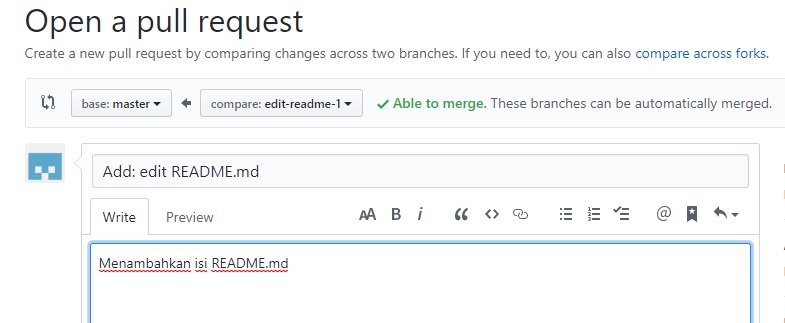 Open a pull request
Create a new pull request by comparing changes across two branches. If you need to, you can also compare across forks.
base: master compare: edit-readme-1 Able to merge. These branches can be automatically merged.
Add: edit README.md
Write Preview AA B i @
Menambahkan isi README.md